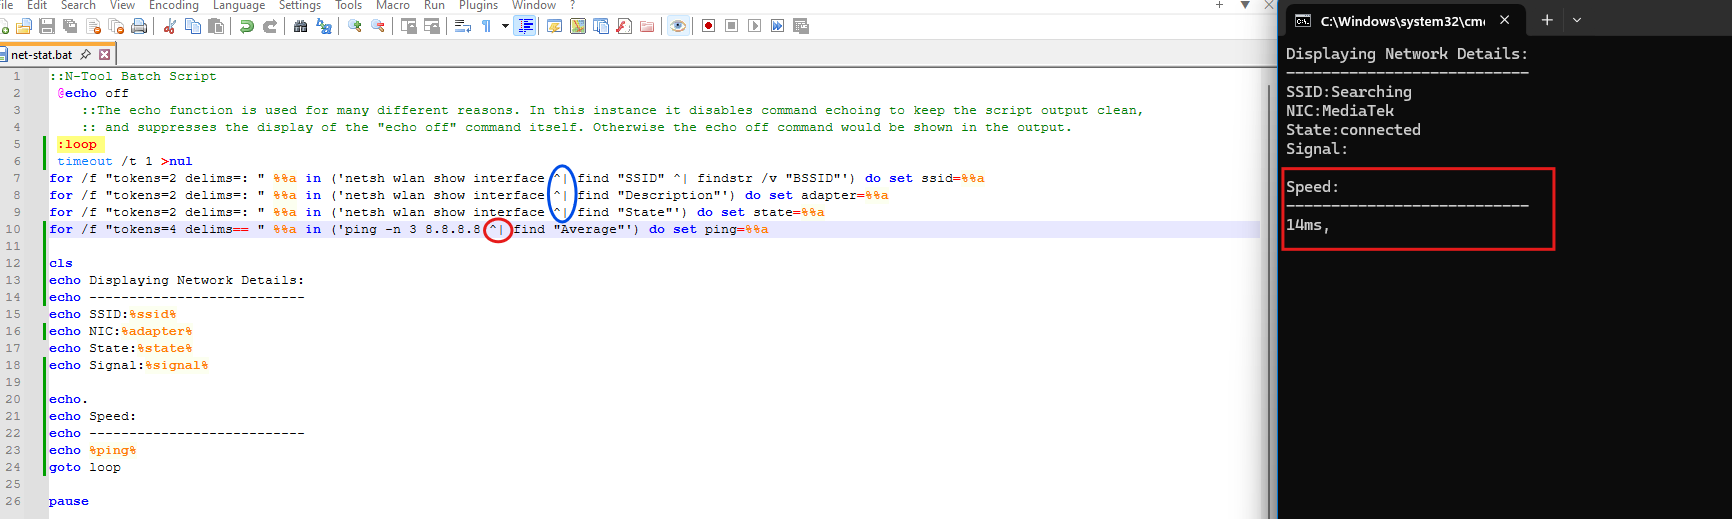 File Edit Search View Encoding Language Settings Tools Macro Run Plugins Window ?
net-stat.bat
1 ::N-Tool Batch Script
2 @echo off
3 ::The echo function is used for many different reasons. In this instance it disables command echoing to keep the script output clean,
4 :: and suppresses the display of the "echo off" command itself. Otherwise the echo off command would be shown in the output.
5 :loop
6 timeout /t 1 >nul
7 for /f "tokens=2 delims=: " %%a in ('netsh wlan show interface ^| find "SSID" ^| findstr /v "BSSID"') do set ssid=%%a
8 for /f "tokens=2 delims=: " %%a in ('netsh wlan show interface ^| find "Description"') do set adapter=%%a
9 for /f "tokens=2 delims=: " %%a in ('netsh wlan show interface ^| find "State"') do set state=%%a
10 for /f "tokens=4 delims== " %%a in ('ping -n 3 8.8.8.8 ^| find "Average"') do set ping=%%a
11
12 cls
13 echo Displaying Network Details:
14 echo ---------------------------
15 echo SSID:%ssid%
16 echo NIC:%adapter%
17 echo State:%state%
18 echo Signal:%signal%
19
20 echo.
21 echo Speed:
22 echo ---------------------------
23 echo %ping%
24 goto loop
25
26 pause
C:\Windows\system32\cmd
Displaying Network Details:
---------------------------
SSID:Searching
NIC:MediaTek
State:connected
Signal:
Speed:
---------------------------
14ms,